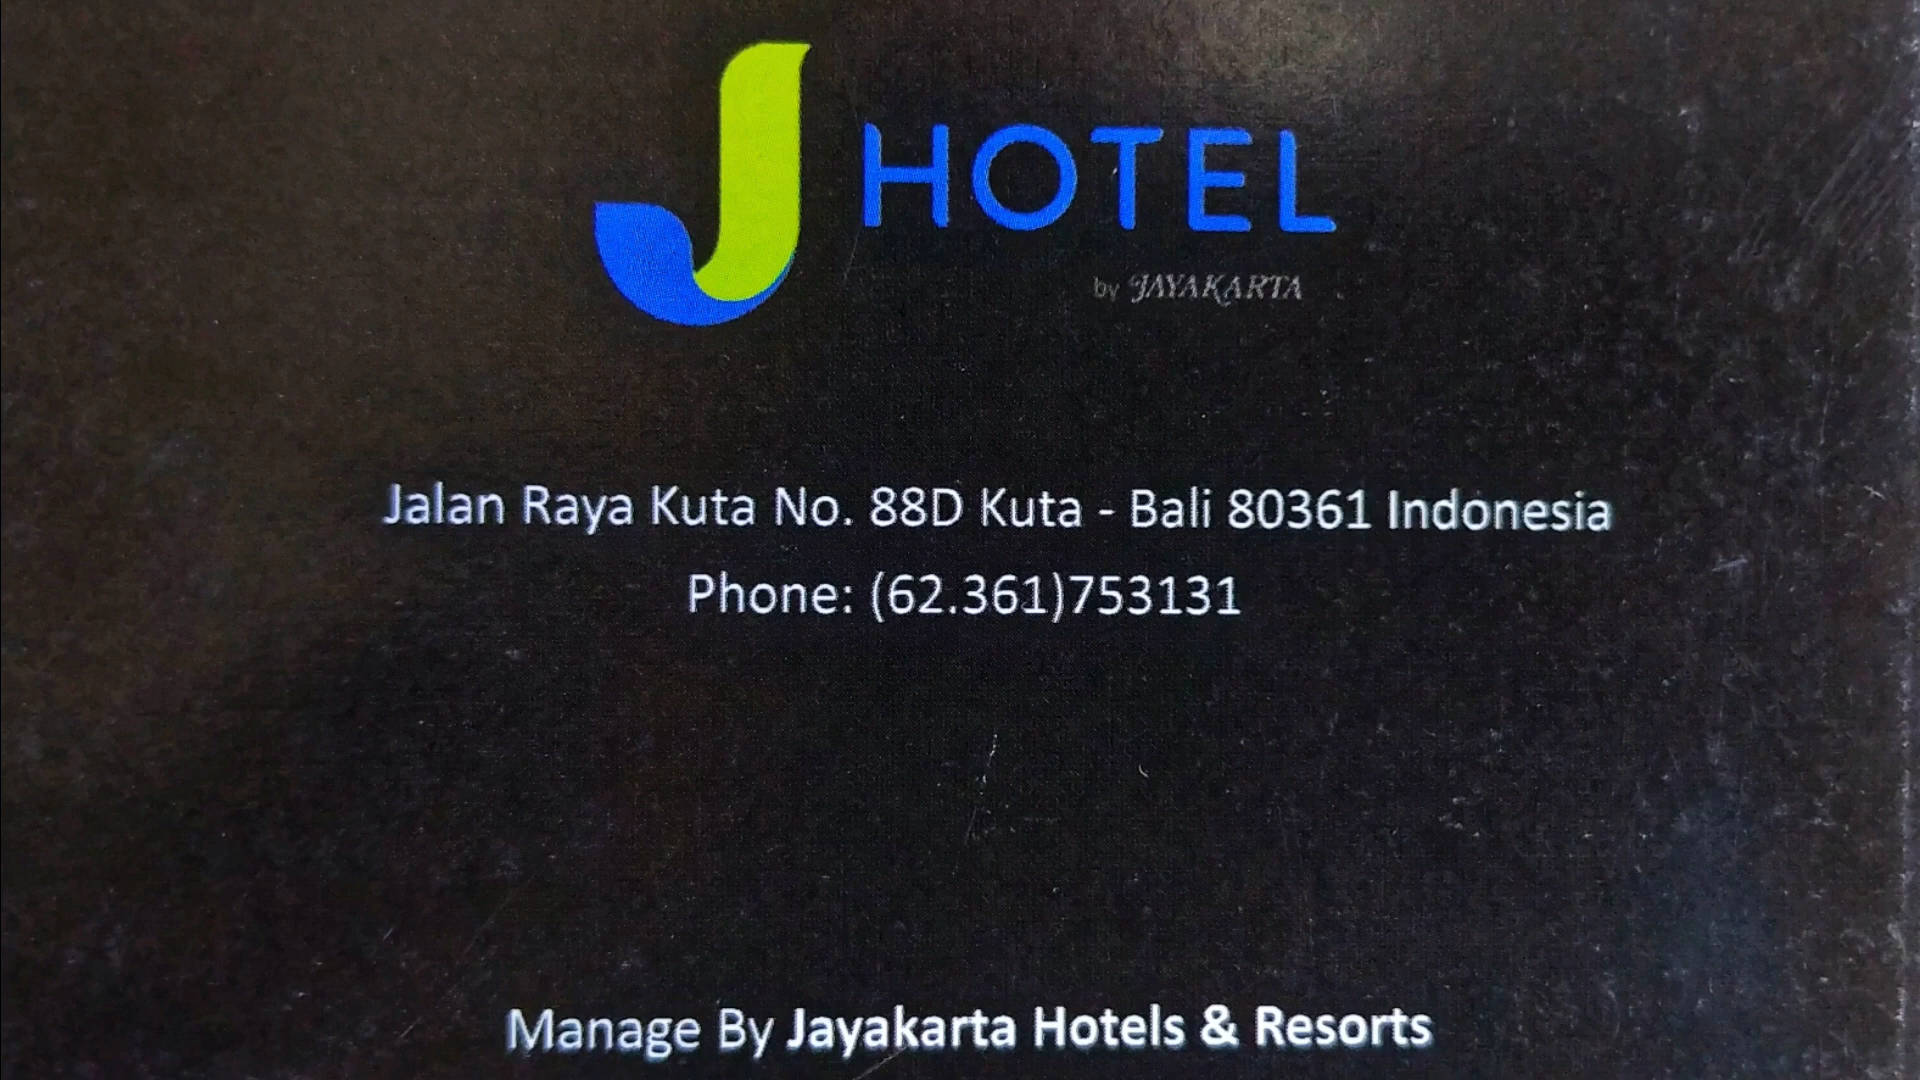 J HOTEL
by JAYAKARTA
Jalan Raya Kuta No. 88D Kuta - Bali 80361 Indonesia
Phone: (62.361)753131
Manage By Jayakarta Hotels & Resorts